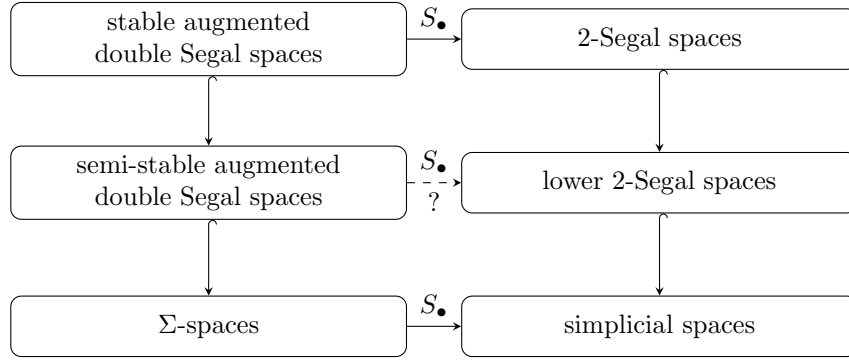 stable augmented
double Segal spaces
S•
2-Segal spaces
semi-stable augmented
double Segal spaces
S•
?
lower 2-Segal spaces
Σ-spaces
S•
simplicial spaces